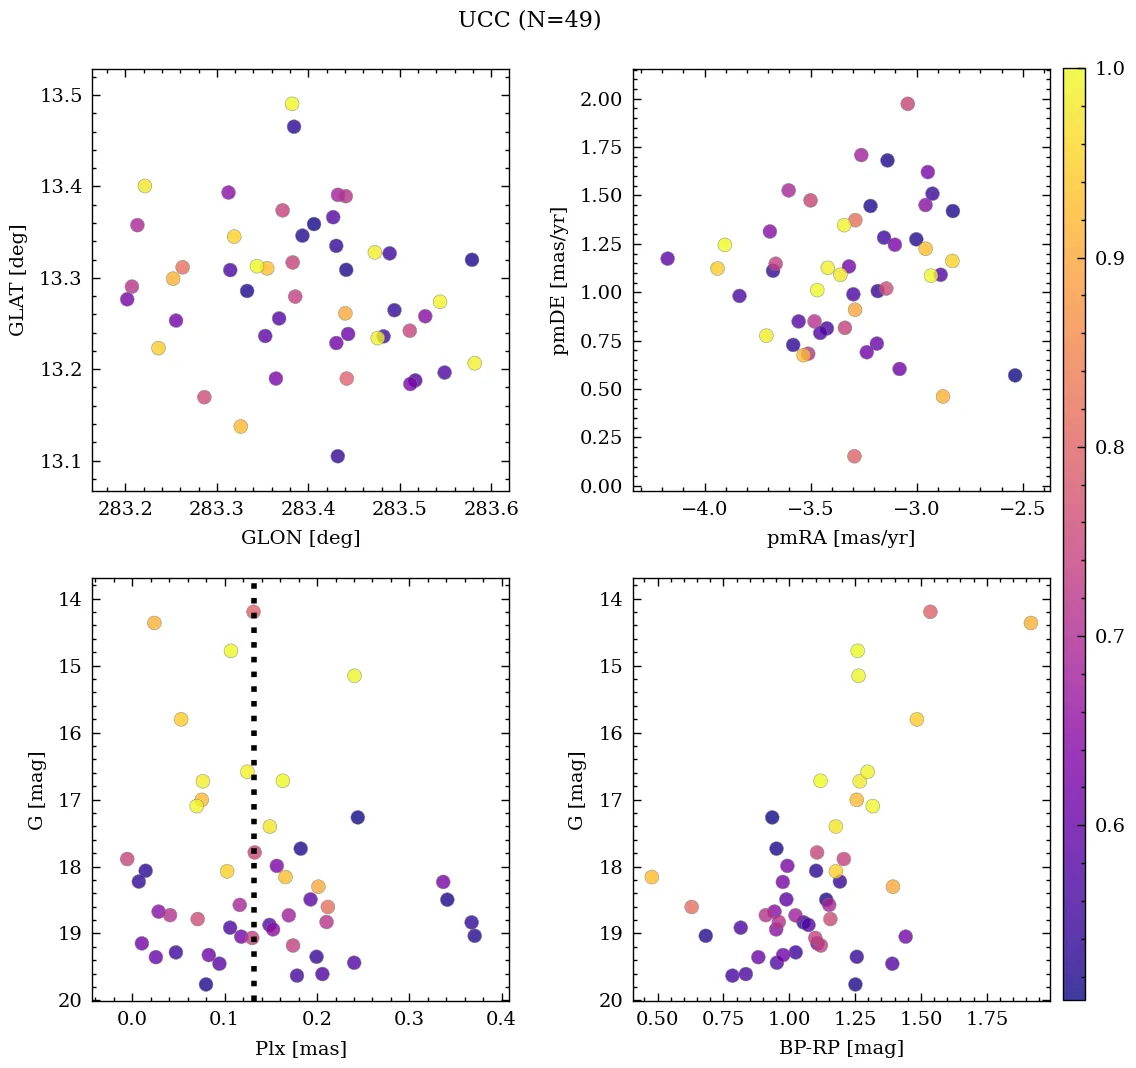 UCC (N=49)
13.5
13.4
13.3
13.2
13.1
GLAT [deg]
283.2 283.3 283.4 283.5 283.6
GLON [deg]
2.00
1.75
1.50
1.25
1.00
0.75
0.50
0.25
0.00
pmDE [mas/yr]
−4.0 −3.5 −3.0 −2.5
pmRA [mas/yr]
14
15
16
17
18
19
20
G [mag]
0.0 0.1 0.2 0.3 0.4
Plx [mas]
14
15
16
17
18
19
20
G [mag]
0.50 0.75 1.00 1.25 1.50 1.75
BP-RP [mag]
1.0
0.9
0.8
0.7
0.6